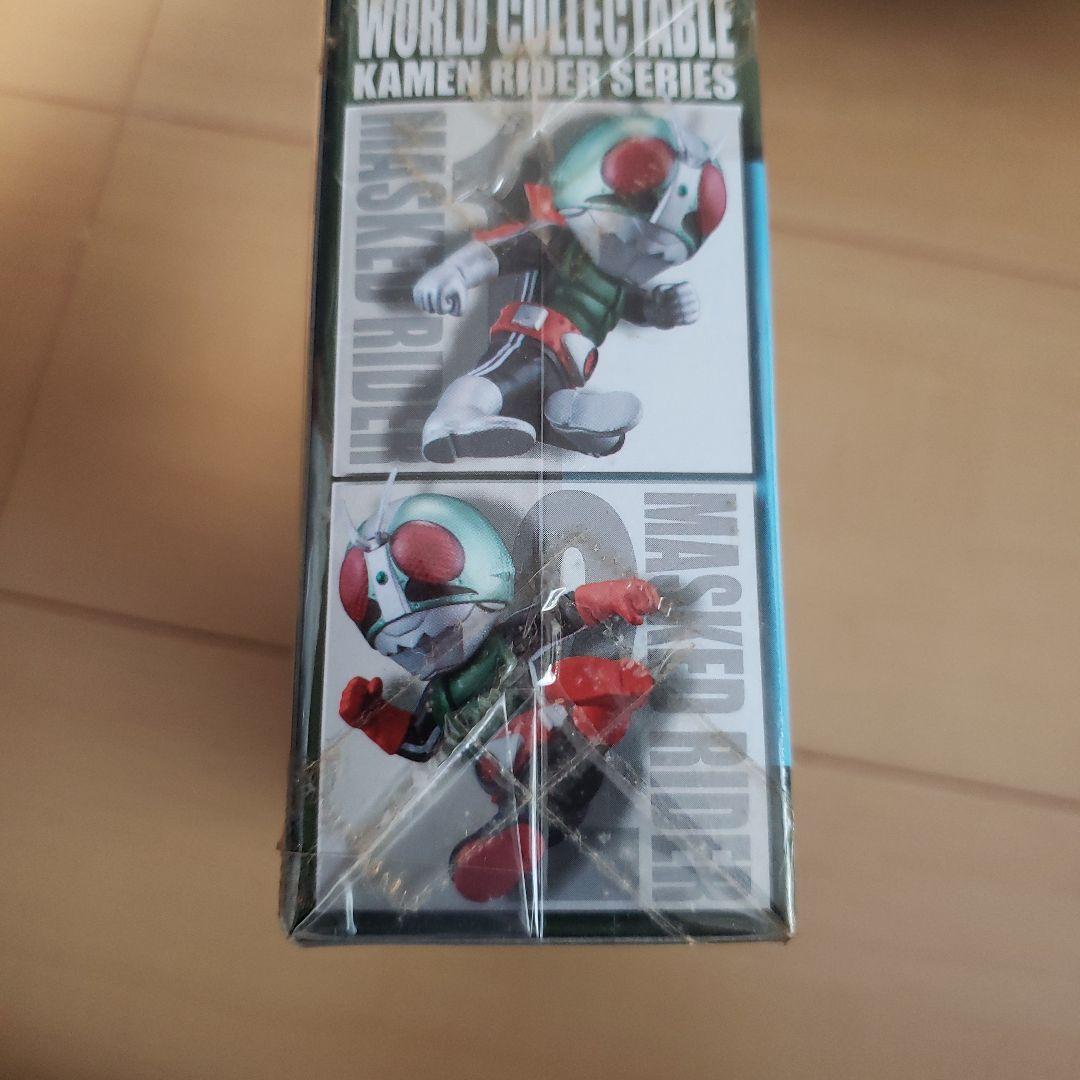 WORLD COLLECTABLE
KAMEN RIDER SERIES
MASKED RIDER
MASKED RIDER